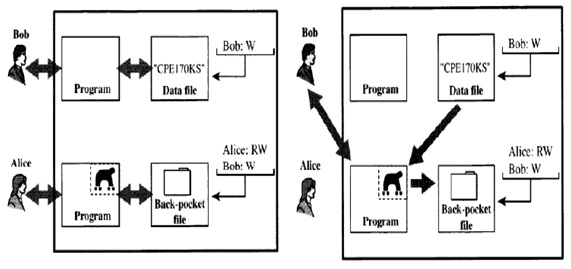 Bob
Program
"CPE170KS"
Data file
Bob: W
Alice
Program
Back-pocket
file
Alice: RW
Bob: W
Bob
Program
"CPE170KS"
Data file
Bob: W
Alice
Program
Back-pocket
file
Alice: RW
Bob: W